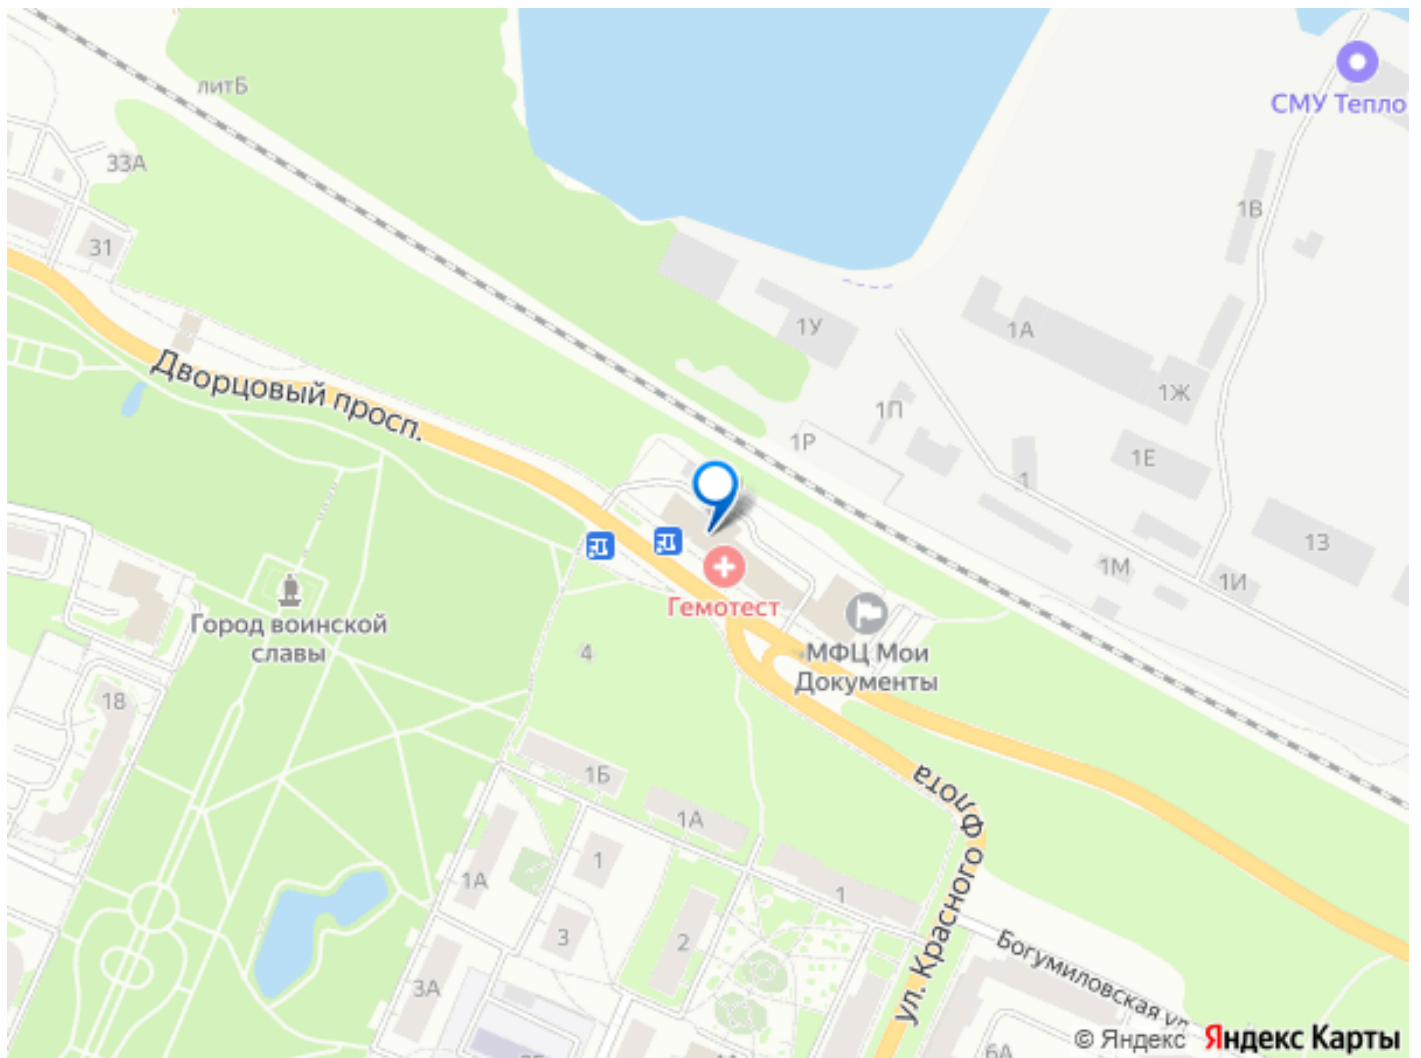 СМУ Тепло
литБ
33А
1В
31
1У
1А
Дворцовый просп.
1Ж
1П
1Р
1Е
1
1З
1М
1И
Гемотест
Город воинской
славы
МФЦ Мои
Документы
4
18
1Б
ул. Красного Флота
1А
1
1А
1
3
2
Богумиловская ул
3А
6А
© Яндекс Яндекс Карты